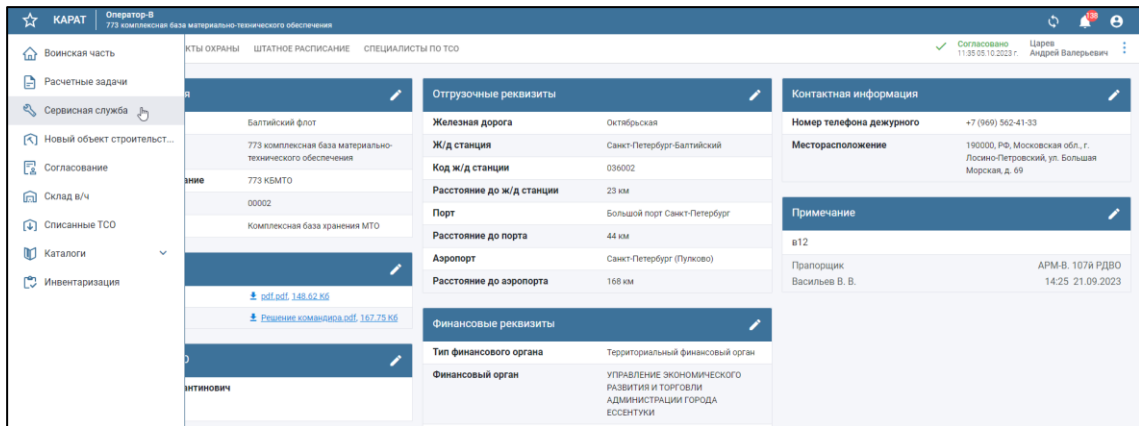 КАРАТ
Оператор-В
773 комплексная база материально-технического обеспечения
138
Воинская часть
Расчетные задачи
Сервисная служба
Новый объект строительст...
Согласование
Склад в/ч
Списанные ТСО
Каталоги
Инвентаризация
КТЫ ОХРАНЫ ШТАТНОЕ РАСПИСАНИЕ СПЕЦИАЛИСТЫ ПО ТСО
Согласовано
11:35 05.10.2023 г.
Царев
Андрей Валерьевич
я
Балтийский флот
773 комплексная база материально-
технического обеспечения
ание 773 КБМТО
00002
Комплексная база хранения МТО
pdf.pdf, 148.62 Кб
Решение командира.pdf, 167.75 Кб
О
антинович
Отгрузочные реквизиты
Железная дорога Октябрьская
Ж/д станция Санкт-Петербург-Балтийский
Код ж/д станции 036002
Расстояние до ж/д станции 23 км
Порт Большой порт Санкт-Петербург
Расстояние до порта 44 км
Аэропорт Санкт-Петербург (Пулково)
Расстояние до аэропорта 168 км
Финансовые реквизиты
Тип финансового органа Территориальный финансовый орган
Финансовый орган УПРАВЛЕНИЕ ЭКОНОМИЧЕСКОГО
РАЗВИТИЯ И ТОРГОВЛИ
АДМИНИСТРАЦИИ ГОРОДА
ЕССЕНТУКИ
Контактная информация
Номер телефона дежурного +7 (969) 562-41-33
Месторасположение 190000, РФ, Московская обл., г.
Лосино-Петровский, ул. Большая
Морская, д. 69
Примечание
в12
Прапорщик АРМ-В. 107й РДВО
Васильев В. В. 14:25 21.09.2023